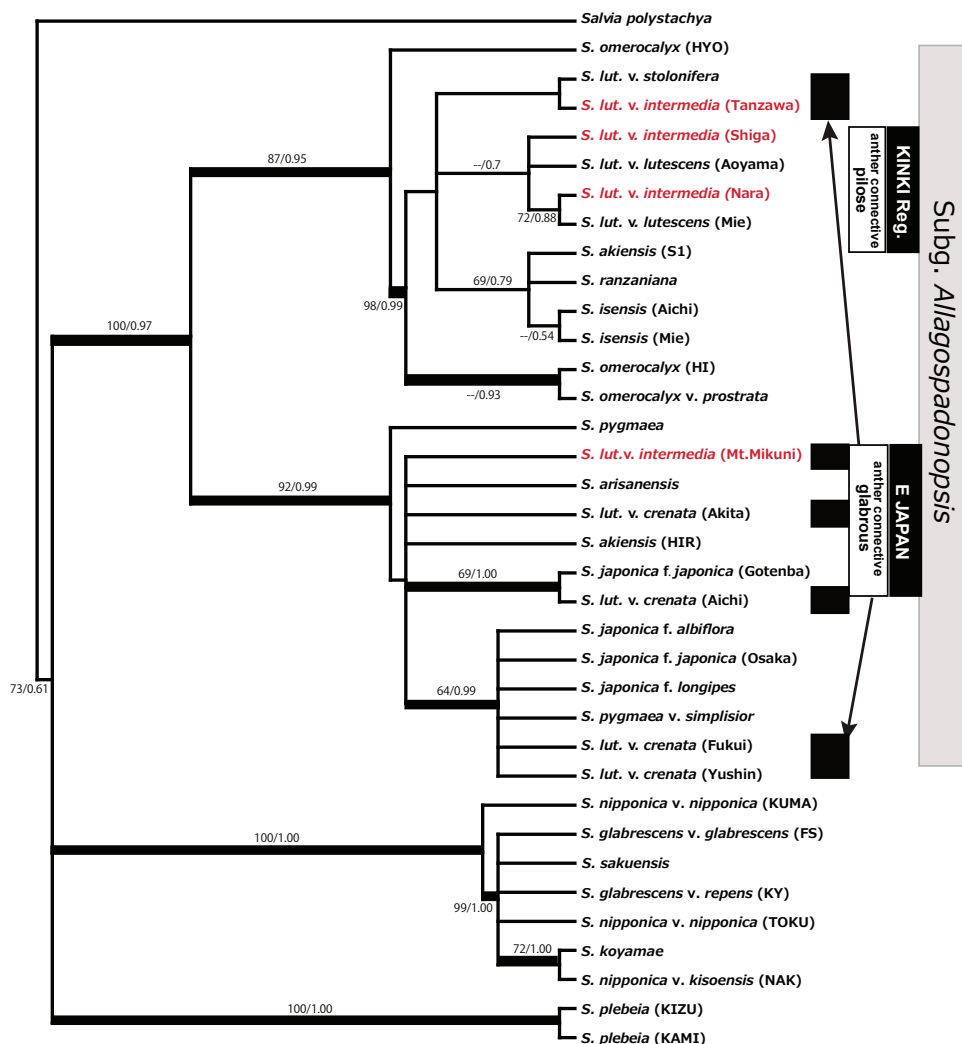 Salvia polystachya
S. omerocalyx (HYO)
S. lut. v. stolonifera
S. lut. v. intermedia (Tanzawa)
S. lut. v. intermedia (Shiga)
S. lut. v. lutescens (Aoyama)
S. lut. v. intermedia (Nara)
S. lut. v. lutescens (Mie)
S. akiensis (S1)
S. ranzaniana
S. isensis (Aichi)
S. isensis (Mie)
S. omerocalyx (HI)
S. omerocalyx v. prostrata
S. pygmaea
S. lut.v. intermedia (Mt.Mikuni)
S. arisanensis
S. lut. v. crenata (Akita)
S. akiensis (HIR)
S. japonica f. japonica (Gotenba)
S. lut. v. crenata (Aichi)
S. japonica f. albiflora
S. japonica f. japonica (Osaka)
S. japonica f. longipes
S. pygmaea v. simplisior
S. lut. v. crenata (Fukui)
S. lut. v. crenata (Yushin)
S. nipponica v. nipponica (KUMA)
S. glabrescens v. glabrescens (FS)
S. sakuensis
S. glabrescens v. repens (KY)
S. nipponica v. nipponica (TOKU)
S. koyamae
S. nipponica v. kisoensis (NAK)
S. plebeia (KIZU)
S. plebeia (KAMI)
87/0.95
--/0.7
72/0.88
69/0.79
98/0.99
--/0.54
100/0.97
--/0.93
92/0.99
69/1.00
73/0.61
64/0.99
100/1.00
99/1.00
72/1.00
100/1.00
KINKI Reg.
anther connective
pilose
E JAPAN
anther connective
glabrous
Subg. Allagospadonopsis